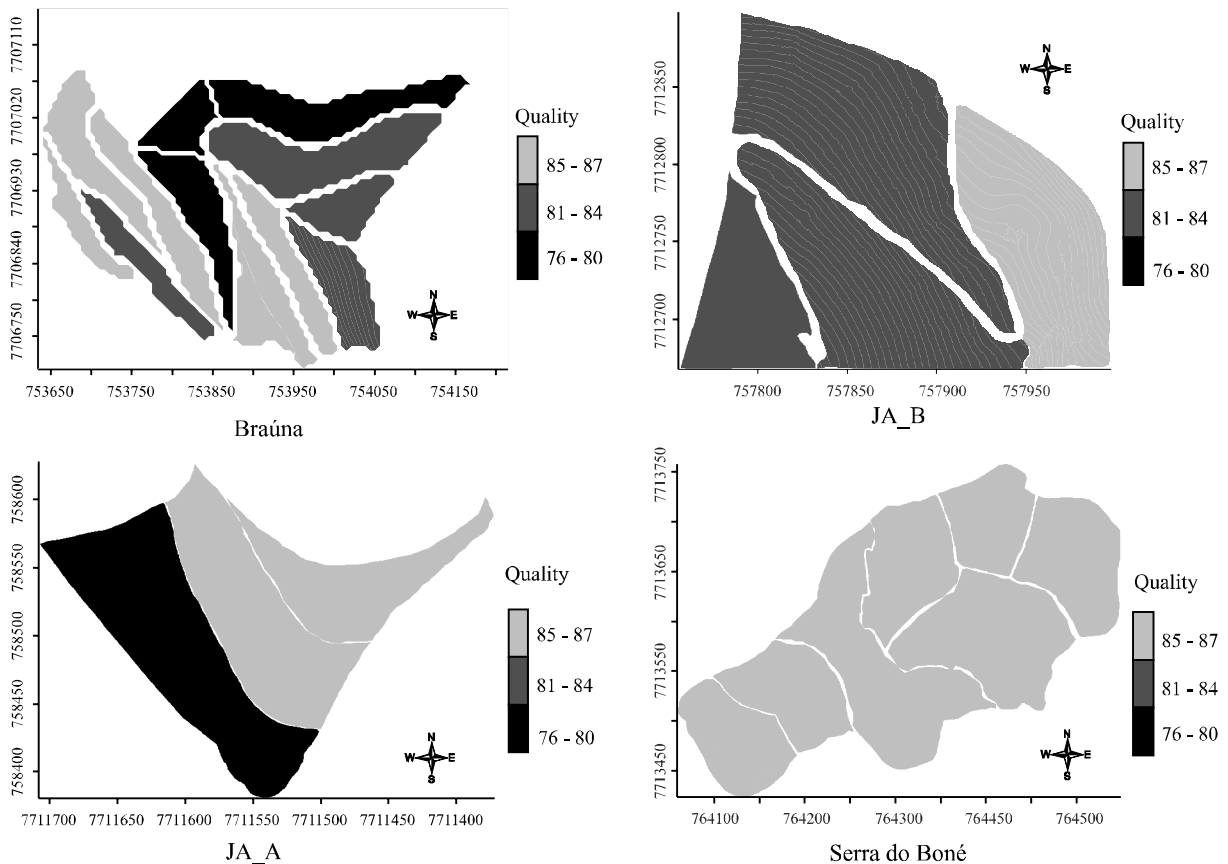 7707110
7707020
7706930
7706840
7706750
753650 753750 753850 753950 754050 754150
Braúna
Quality
85 - 87
81 - 84
76 - 80
N
W E
S
7712850
7712800
7712750
7712700
757800 757850 757900 757950
JA_B
Quality
85 - 87
81 - 84
76 - 80
N
W E
S
758600
758550
758500
758450
758400
7711700 7711650 7711600 7711550 7711500 7711450 7711400
JA_A
Quality
85 - 87
81 - 84
76 - 80
N
W E
S
7713750
7713650
7713550
7713450
764100 764200 764300 764450 764500
Serra do Boné
Quality
85 - 87
81 - 84
76 - 80
N
W E
S